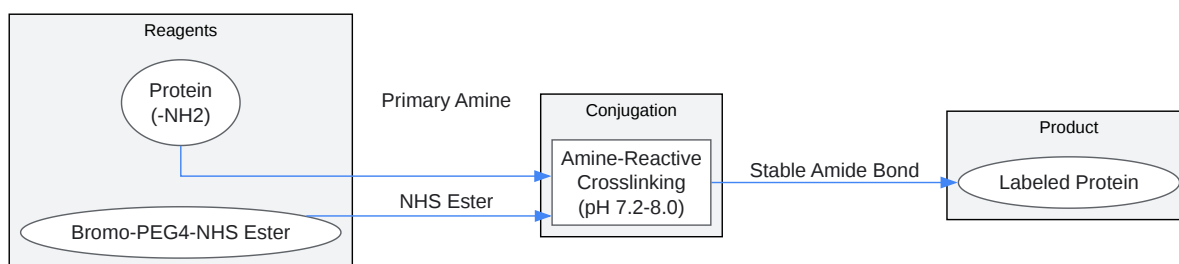 Reagents
Protein
(-NH2)
Bromo-PEG4-NHS Ester
Primary Amine
NHS Ester
Conjugation
Amine-Reactive
Crosslinking
(pH 7.2-8.0)
Stable Amide Bond
Product
Labeled Protein